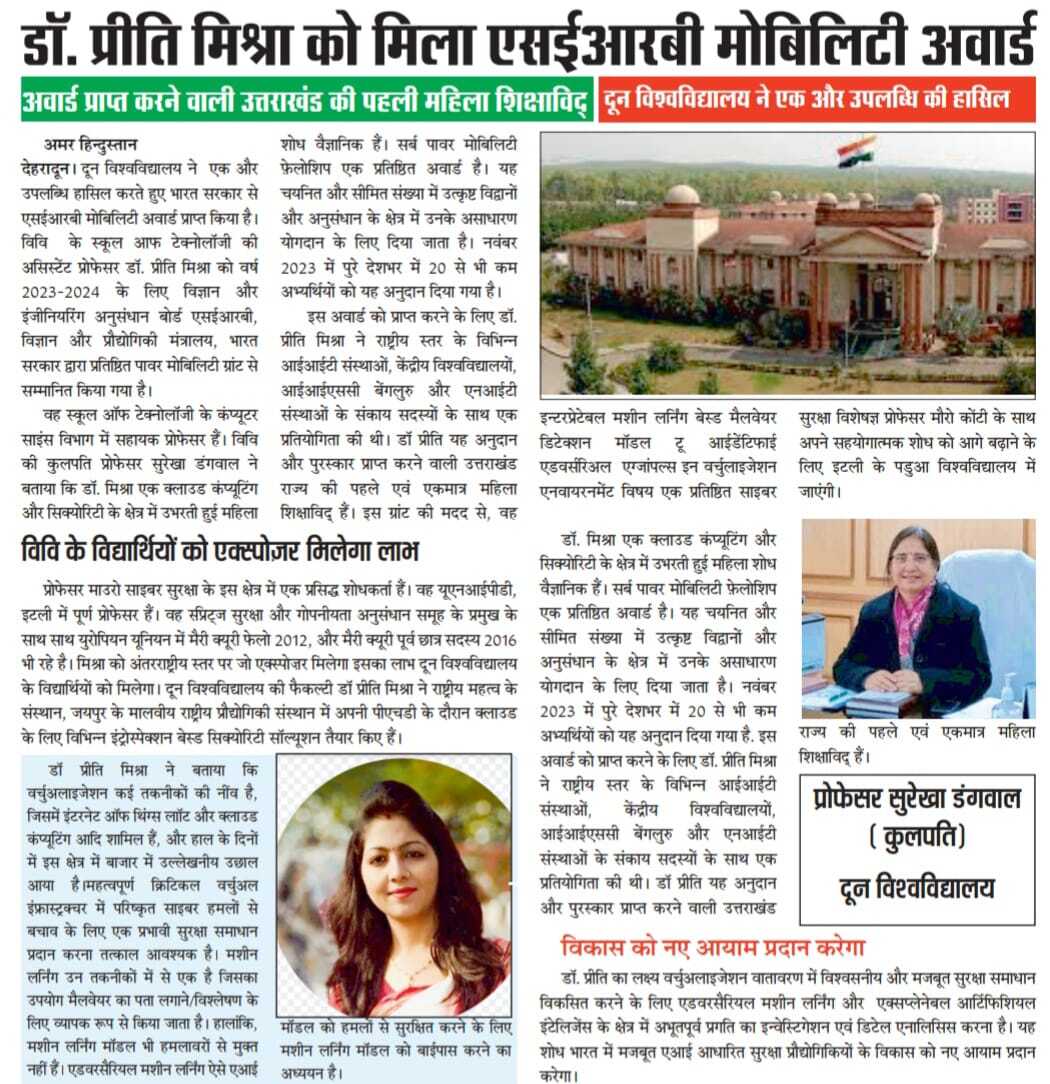 डॉ. प्रीति मिश्रा को मिला एसईआरबी मोबिलिटी अवार्ड
अवार्ड प्राप्त करने वाली उत्तराखंड की पहली महिला शिक्षाविद्
दून विश्वविद्यालय ने एक और उपलब्धि की हासिल
अमर हिन्दुस्तान
देहरादून। दून विश्वविद्यालय ने एक और
उपलब्धि हासिल करते हुए भारत सरकार से
एसईआरबी मोबिलिटी अवार्ड प्राप्त किया है।
विवि के स्कूल आफ टेक्नोलॉजी की
असिस्टेंट प्रोफेसर डॉ. प्रीति मिश्रा को वर्ष
2023-2024 के लिए विज्ञान और
इंजीनियरिंग अनुसंधान बोर्ड एसईआरबी,
विज्ञान और प्रौद्योगिकी मंत्रालय, भारत
सरकार द्वारा प्रतिष्ठित पावर मोबिलिटी ग्रांट से
सम्मानित किया गया है।
वह स्कूल ऑफ टेक्नोलॉजी के कंप्यूटर
साइंस विभाग में सहायक प्रोफेसर हैं। विवि
की कुलपति प्रोफेसर सुरेखा डंगवाल ने
बताया कि डॉ. मिश्रा एक क्लाउड कंप्यूटिंग
और सिक्योरिटी के क्षेत्र में उभरती हुई महिला
शोध वैज्ञानिक हैं। सर्ब पावर मोबिलिटी
फ़ेलोशिप एक प्रतिष्ठित अवार्ड है। यह
चयनित और सीमित संख्या में उत्कृष्ट विद्वानों
और अनुसंधान के क्षेत्र में उनके असाधारण
योगदान के लिए दिया जाता है। नवंबर
2023 में पुरे देशभर में 20 से भी कम
अभ्यर्थियों को यह अनुदान दिया गया है।
इस अवार्ड को प्राप्त करने के लिए डॉ.
प्रीति मिश्रा ने राष्ट्रीय स्तर के विभिन्न
आईआईटी संस्थाओं, केंद्रीय विश्वविद्यालयों,
आईआईएससी बेंगलुरु और एनआईटी
संस्थाओं के संकाय सदस्यों के साथ एक
प्रतियोगिता की थी। डॉ प्रीति यह अनुदान
और पुरस्कार प्राप्त करने वाली उत्तराखंड
राज्य की पहले एवं एकमात्र महिला
शिक्षाविद् हैं। इस ग्रांट की मदद से, वह
इन्टरप्रेटेबल मशीन लर्निंग बेस्ड मैलवेयर
डिटेक्शन मॉडल टू आईडेंटिफाई
एडवर्सरिअल एग्जांपल्स इन वर्चुलाइजेशन
एनवायरनमेंट विषय एक प्रतिष्ठित साइबर
सुरक्षा विशेषज्ञ प्रोफेसर मौरो कोंटी के साथ
अपने सहयोगात्मक शोध को आगे बढ़ाने के
लिए इटली के पडुआ विश्वविद्यालय में
जाएंगी।
विवि के विद्यार्थियों को एक्स्पोज़र मिलेगा लाभ
प्रोफेसर माउरो साइबर सुरक्षा के इस क्षेत्र में एक प्रसिद्ध शोधकर्ता हैं। वह यूएनआईपीडी,
इटली में पूर्ण प्रोफेसर हैं। वह स्प्रिट्ज सुरक्षा और गोपनीयता अनुसंधान समूह के प्रमुख के
साथ साथ युरोपियन यूनियन में मैरी क्यूरी फेलो 2012, और मैरी क्यूरी पूर्व छात्र सदस्य 2016
भी रहे है। मिश्रा को अंतरराष्ट्रीय स्तर पर जो एक्स्पोजर मिलेगा इसका लाभ दून विश्वविद्यालय
के विद्यार्थियों को मिलेगा। दून विश्वविद्यालय की फैकल्टी डॉ प्रीति मिश्रा ने राष्ट्रीय महत्व के
संस्थान, जयपुर के मालवीय राष्ट्रीय प्रौद्योगिकी संस्थान में अपनी पीएचडी के दौरान क्लाउड
के लिए विभिन्न इंट्रोस्पेक्शन बेस्ड सिक्योरिटी सॉल्यूशन तैयार किए हैं।
डॉ प्रीति मिश्रा ने बताया कि
वर्चुअलाइजेशन कई तकनीकों की नींव है,
जिसमें इंटरनेट ऑफ थिंग्स लाॅट और क्लाउड
कंप्यूटिंग आदि शामिल हैं, और हाल के दिनों
में इस क्षेत्र में बाजार में उल्लेखनीय उछाल
आया है।महत्वपूर्ण क्रिटिकल वर्चुअल
इंफ्रास्ट्रक्चर में परिष्कृत साइबर हमलों से
बचाव के लिए एक प्रभावी सुरक्षा समाधान
प्रदान करना तत्काल आवश्यक है। मशीन
लर्निंग उन तकनीकों में से एक है जिसका
उपयोग मैलवेयर का पता लगाने/विश्लेषण के
लिए व्यापक रूप से किया जाता है। हालांकि,
मशीन लर्निंग मॉडल भी हमलावरों से मुक्त
नहीं हैं। एडवरसैरियल मशीन लर्निंग ऐसे एआई
मॉडल को हमलों से सुरक्षित करने के लिए
मशीन लर्निंग मॉडल को बाईपास करने का
अध्ययन है।
डॉ. मिश्रा एक क्लाउड कंप्यूटिंग और
सिक्योरिटी के क्षेत्र में उभरती हुई महिला शोध
वैज्ञानिक हैं। सर्ब पावर मोबिलिटी फ़ेलोशिप
एक प्रतिष्ठित अवार्ड है। यह चयनित और
सीमित संख्या में उत्कृष्ट विद्वानों और
अनुसंधान के क्षेत्र में उनके असाधारण
योगदान के लिए दिया जाता है। नवंबर
2023 में पुरे देशभर में 20 से भी कम
अभ्यर्थियों को यह अनुदान दिया गया है. इस
अवार्ड को प्राप्त करने के लिए डॉ. प्रीति मिश्रा
ने राष्ट्रीय स्तर के विभिन्न आईआईटी
संस्थाओं, केंद्रीय विश्वविद्यालयों,
आईआईएससी बेंगलुरु और एनआईटी
संस्थाओं के संकाय सदस्यों के साथ एक
प्रतियोगिता की थी। डॉ प्रीति यह अनुदान
और पुरस्कार प्राप्त करने वाली उत्तराखंड
राज्य की पहले एवं एकमात्र महिला
शिक्षाविद् हैं।
प्रोफेसर सुरेखा डंगवाल
( कुलपति)
दून विश्वविद्यालय
विकास को नए आयाम प्रदान करेगा
डॉ. प्रीति का लक्ष्य वर्चुअलाइजेशन वातावरण में विश्वसनीय और मजबूत सुरक्षा समाधान
विकसित करने के लिए एडवरसैरियल मशीन लर्निंग और एक्सप्लेनेबल आर्टिफिशियल
इंटेलिजेंस के क्षेत्र में अभूतपूर्व प्रगति का इन्वेस्टिगेशन एवं डिटेल एनालिसिस करना है। यह
शोध भारत में मजबूत एआई आधारित सुरक्षा प्रौद्योगिकियों के विकास को नए आयाम प्रदान
करेगा।